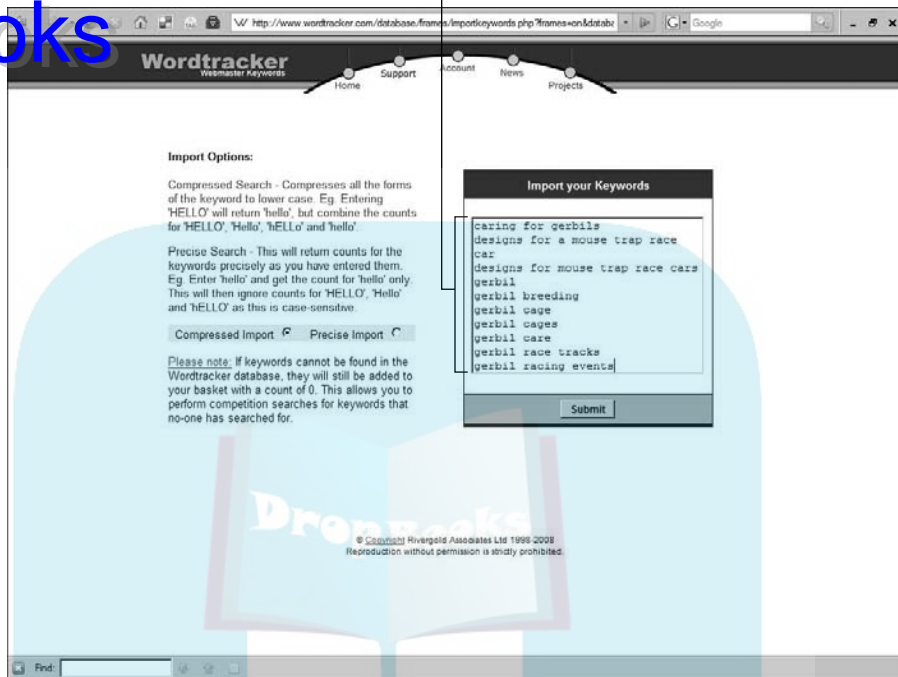 oks
http://www.wordtracker.com/database/frames/importkeywords.php?frames=on&databa
G Google
Wordtracker
Webmaster Keywords
Home
Support
Account
News
Projects
Import Options:
Compressed Search - Compresses all the forms
of the keyword to lower case. Eg. Entering
'HELLO' will return 'hello', but combine the counts
for 'HELLO', 'Hello', 'hELLo' and 'hello'.
Precise Search - This will return counts for the
keywords precisely as you have entered them.
Eg. Enter 'hello' and get the count for 'hello' only.
This will then ignore counts for 'HELLO', 'Hello'
and 'hELLO' as this is case-sensitive.
Compressed Import Precise Import
Please note: If keywords cannot be found in the
Wordtracker database, they will still be added to
your basket with a count of 0. This allows you to
perform competition searches for keywords that
no-one has searched for.
Import your Keywords
caring for gerbils
designs for a mouse trap race
car
designs for mouse trap race cars
gerbil
gerbil breeding
gerbil cage
gerbil cages
gerbil care
gerbil race tracks
gerbil racing events
Submit
DronBooks
© Copyright Rivergold Associates Ltd 1998-2008
Reproduction without permission is strictly prohibited.
Find: